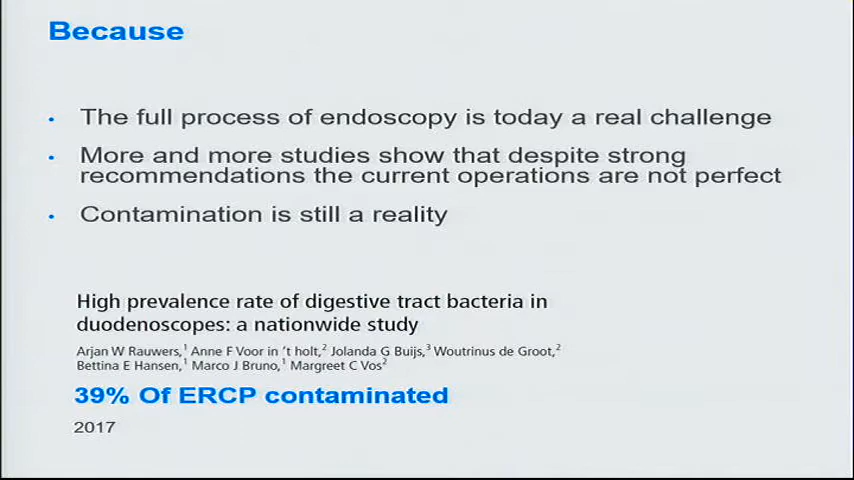 Because
• The full process of endoscopy is today a real challenge
• More and more studies show that despite strong
recommendations the current operations are not perfect
• Contamination is still a reality
High prevalence rate of digestive tract bacteria in
duodenoscopes: a nationwide study
Arjan W Rauwers,¹ Anne F Voor in 't holt,² Jolanda G Buijs,³ Woutrinus de Groot,²
Bettina E Hansen,¹ Marco J Bruno,¹ Margreet C Vos²
39% Of ERCP contaminated
2017